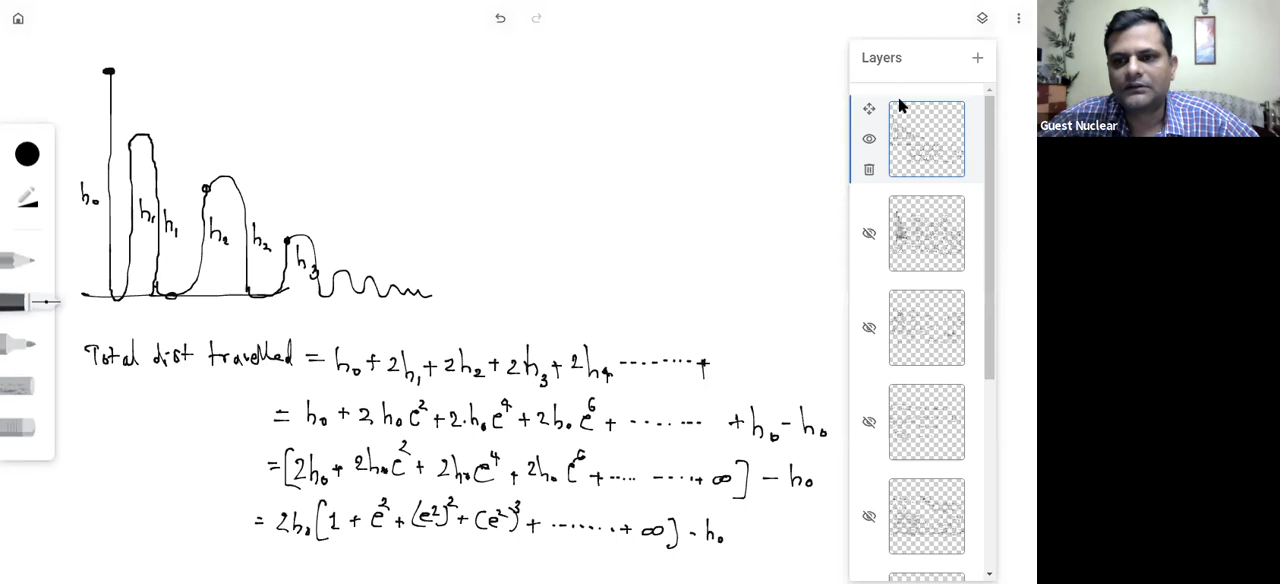 Layers
Guest Nuclear
h₀
h₁ h₁
h₂ h₂
h₃
Total dist travelled = h₀ + 2h₁ + 2h₂ + 2h₃ + 2h₄ ········ +
= h₀ + 2h₀e² + 2·h₀e⁴ + 2h₀e⁶ + ······· + h₀ - h₀
= [2h₀ + 2h₀e² + 2h₀e⁴ + 2h₀e⁶ + ····· ·····+ ∞] - h₀
= 2h₀[1 + e² + (e²)² + (e²)³ + ········ + ∞] - h₀